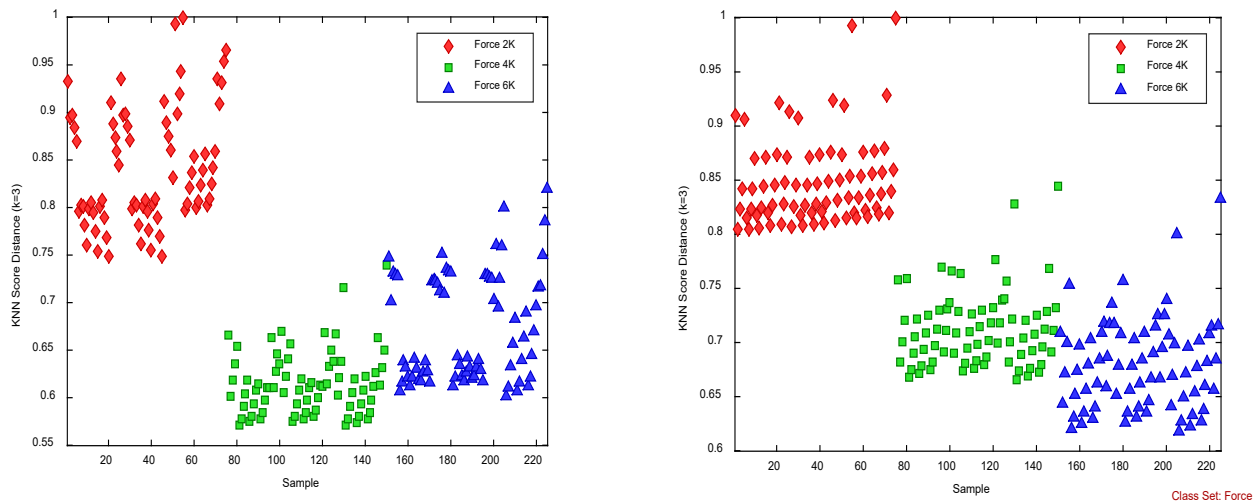 1
0.95
0.9
0.85
0.8
0.75
0.7
0.65
0.6
0.55
KNN Score Distance (k=3)
20 40 60 80 100 120 140 160 180 200 220
Sample
Force 2K
Force 4K
Force 6K
1
0.95
0.9
0.85
0.8
0.75
0.7
0.65
0.6
KNN Score Distance (k=3)
20 40 60 80 100 120 140 160 180 200 220
Sample
Force 2K
Force 4K
Force 6K
Class Set: Force